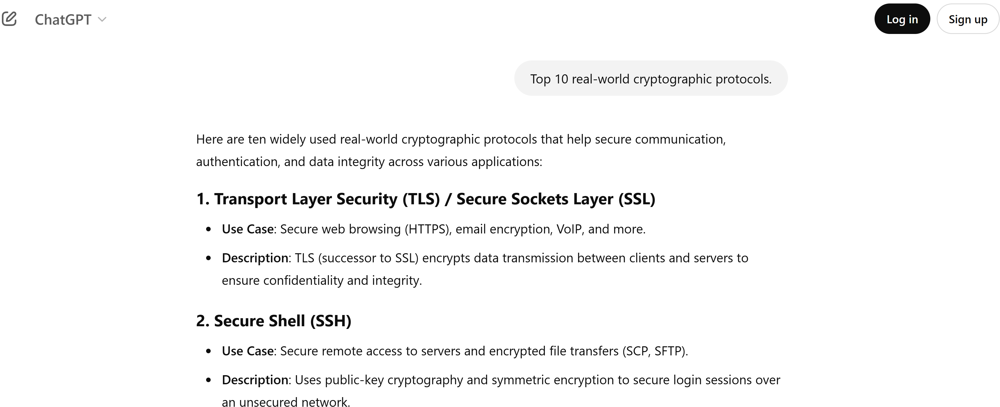 ChatGPT
Log in
Sign up
Top 10 real-world cryptographic protocols.
Here are ten widely used real-world cryptographic protocols that help secure communication,
authentication, and data integrity across various applications:
1. Transport Layer Security (TLS) / Secure Sockets Layer (SSL)
• Use Case: Secure web browsing (HTTPS), email encryption, VoIP, and more.
• Description: TLS (successor to SSL) encrypts data transmission between clients and servers to
ensure confidentiality and integrity.
2. Secure Shell (SSH)
• Use Case: Secure remote access to servers and encrypted file transfers (SCP, SFTP).
• Description: Uses public-key cryptography and symmetric encryption to secure login sessions over
an unsecured network.